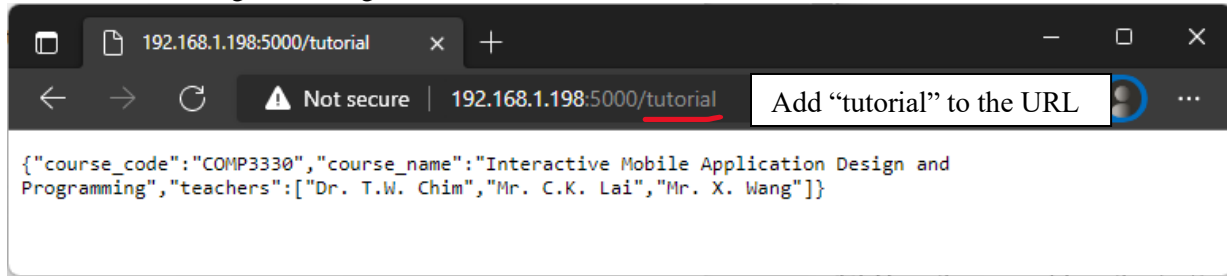 192.168.1.198:5000/tutorial
Not secure
192.168.1.198:5000/tutorial
Add “tutorial” to the URL
{"course_code":"COMP3330","course_name":"Interactive Mobile Application Design and
Programming","teachers":["Dr. T.W. Chim","Mr. C.K. Lai","Mr. X. Wang"]}